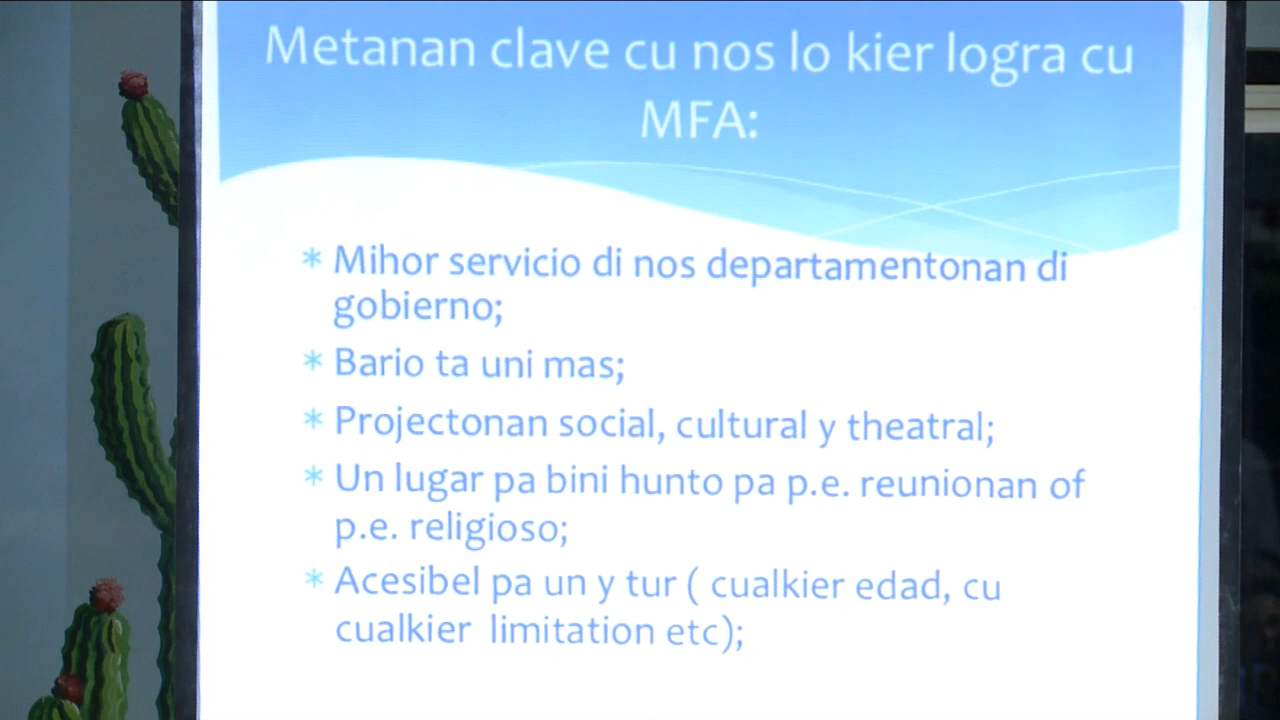 Metanan clave cu nos lo kier logra cu
MFA:
* Mihor servicio di nos departamentonan di
gobierno;
* Bario ta uni mas;
* Projectonan social, cultural y theatral;
* Un lugar pa bini hunto pa p.e. reunionan of
p.e. religioso;
* Acesibel pa un y tur ( cualkier edad, cu
cualkier limitation etc);